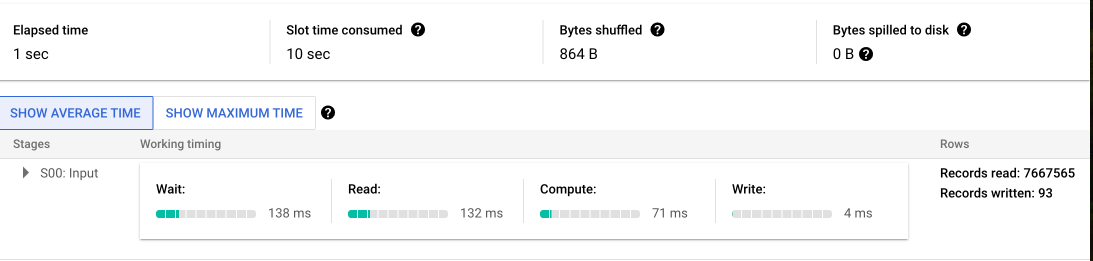 Elapsed time
1 sec
Slot time consumed
10 sec
Bytes shuffled
864 B
Bytes spilled to disk
0 B
SHOW AVERAGE TIME
SHOW MAXIMUM TIME
Stages
Working timing
Rows
S00: Input
Wait:
138 ms
Read:
132 ms
Compute:
71 ms
Write:
4 ms
Records read: 7667565
Records written: 93